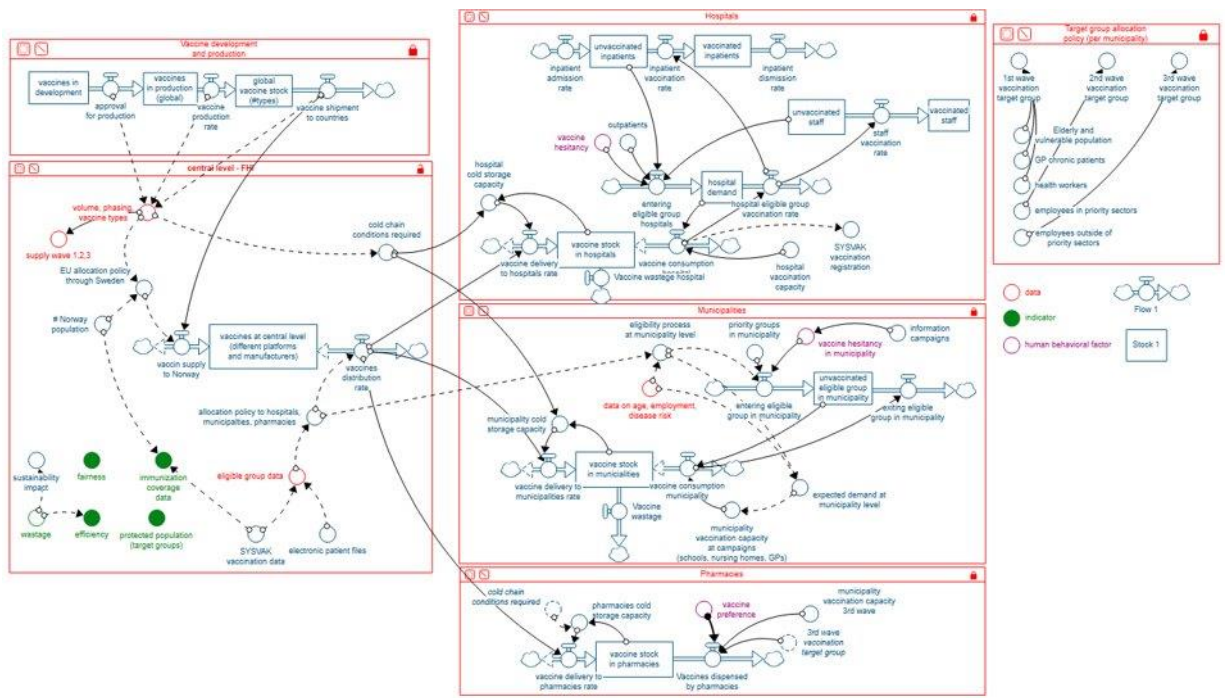 Vaccine development
and production
vaccines in
development
vaccines
in production
(global)
global
vaccine stock
(#types)
approval
for production
vaccine
production
rate
vaccine shipment
to countries
central level - FHI
volume, phasing
vaccine types
supply wave 1,2,3
cold chain
conditions required
EU allocation policy
through Sweden
# Norway
population
vaccines at central level
(different platforms
and manufacturers)
vaccin supply
to Norway
vaccines
distribution
rate
allocation policy to hospitals,
municipalties, pharmacies
eligible group data
sustainability
impact
fairness
immunization
coverage
data
wastage
efficiency
protected population
(target groups)
SYSVAK
vaccination data
electronic patient files
Hospitals
unvaccinated
inpatients
vaccinated
inpatients
inpatient
admission
rate
inpatient
vaccination
rate
inpatient
dismission
rate
outpatients
vaccine
hesitancy
unvaccinated
staff
vaccinated
staff
staff
vaccination
rate
hospital
cold storage
capacity
hospital
demand
entering
eligible group
hospitals
hospital eligible group
vaccination rate
vaccine stock
in hospitals
vaccine delivery
to hospitals rate
vaccine consumption
hospital
Vaccine wastage hospital
hospital
vaccination
capacity
SYSVAK
vaccination
registration
Municipalities
eligibility process
at municipality level
priority groups
in municipality
information
campaigns
vaccine hesitancy
in municipality
unvaccinated
eligible group
in municipality
data on age, employment,
disease risk
entering eligible
group in municipality
exiting eligible
group in municipality
municipality cold
storage capacity
vaccine stock
in municialities
vaccine delivery to
municipalities rate
vaccine consumption
municipality
Vaccine
wastage
expected demand at
municipality level
municipality
vaccination capacity
at campaigns
(schools, nursing homes, GPs)
Pharmacies
cold chain
conditions required
pharmacies cold
storage capacity
vaccine
preference
municipality
vaccination capacity
3rd wave
3rd wave
vaccination
target group
vaccine stock
in pharmacies
vaccine delivery to
pharmacies rate
Vaccines dispensed
by pharmacies
Target group allocation
policy (per municipality)
1st wave
vaccination
target group
2nd wave
vaccination
target group
3rd wave
vaccination
target group
Elderly and
vulnerable population
GP chronic patients
health workers
employees in priority sectors
employees outside of
priority sectors
data
indicator
human behavioral factor
Flow 1
Stock 1